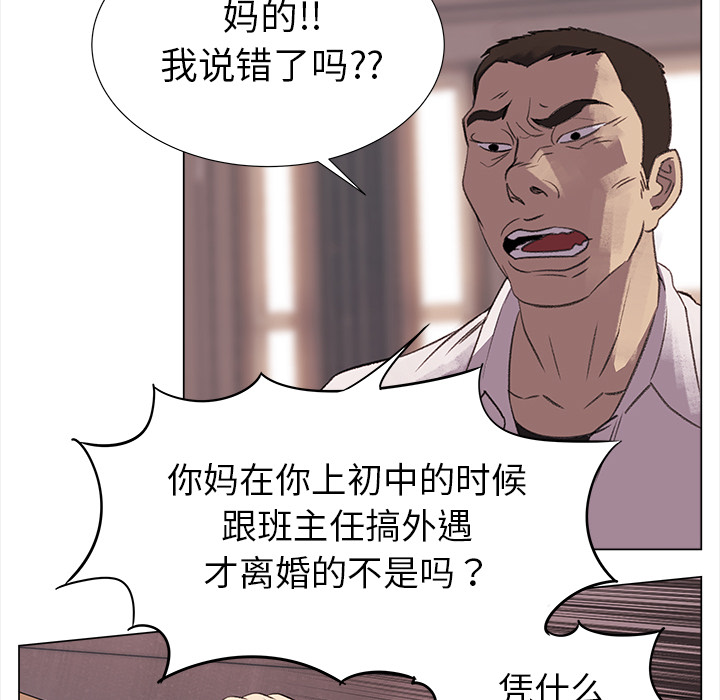 妈的!!
我说错了吗??
你妈在你上初中的时候
跟班主任搞外遇
才离婚的不是吗？
凭什么